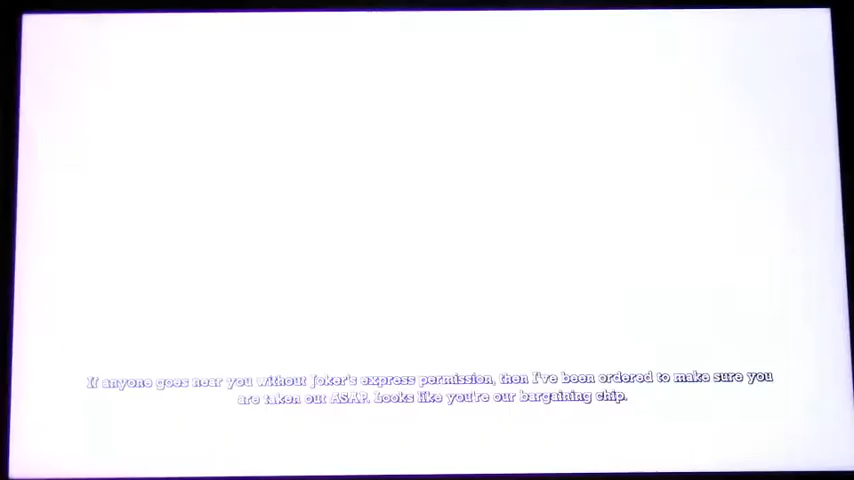 If anyone goes near you without Joker's express permission, then I've been ordered to make sure you
are taken out ASAP. Looks like you're our bargaining chip.